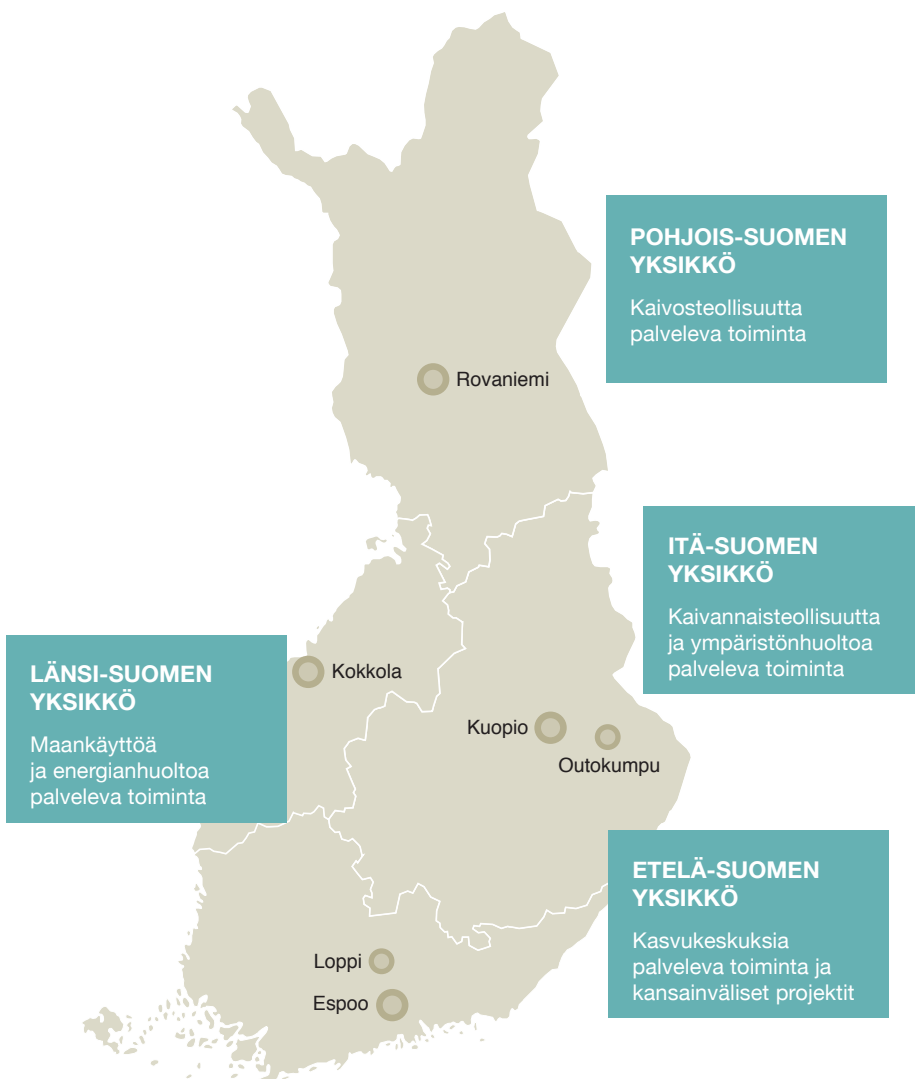 POHJOIS-SUOMEN
YKSIKKÖ
Kaivosteollisuutta
palveleva toiminta
Rovaniemi
ITÄ-SUOMEN
YKSIKKÖ
Kaivannaisteollisuutta
ja ympäristönhuoltoa
palveleva toiminta
LÄNSI-SUOMEN
YKSIKKÖ
Maankäyttöä
ja energianhuoltoa
palveleva toiminta
Kokkola
Kuopio
Outokumpu
ETELÄ-SUOMEN
YKSIKKÖ
Kasvukeskuksia
palveleva toiminta ja
kansainväliset projektit
Loppi
Espoo